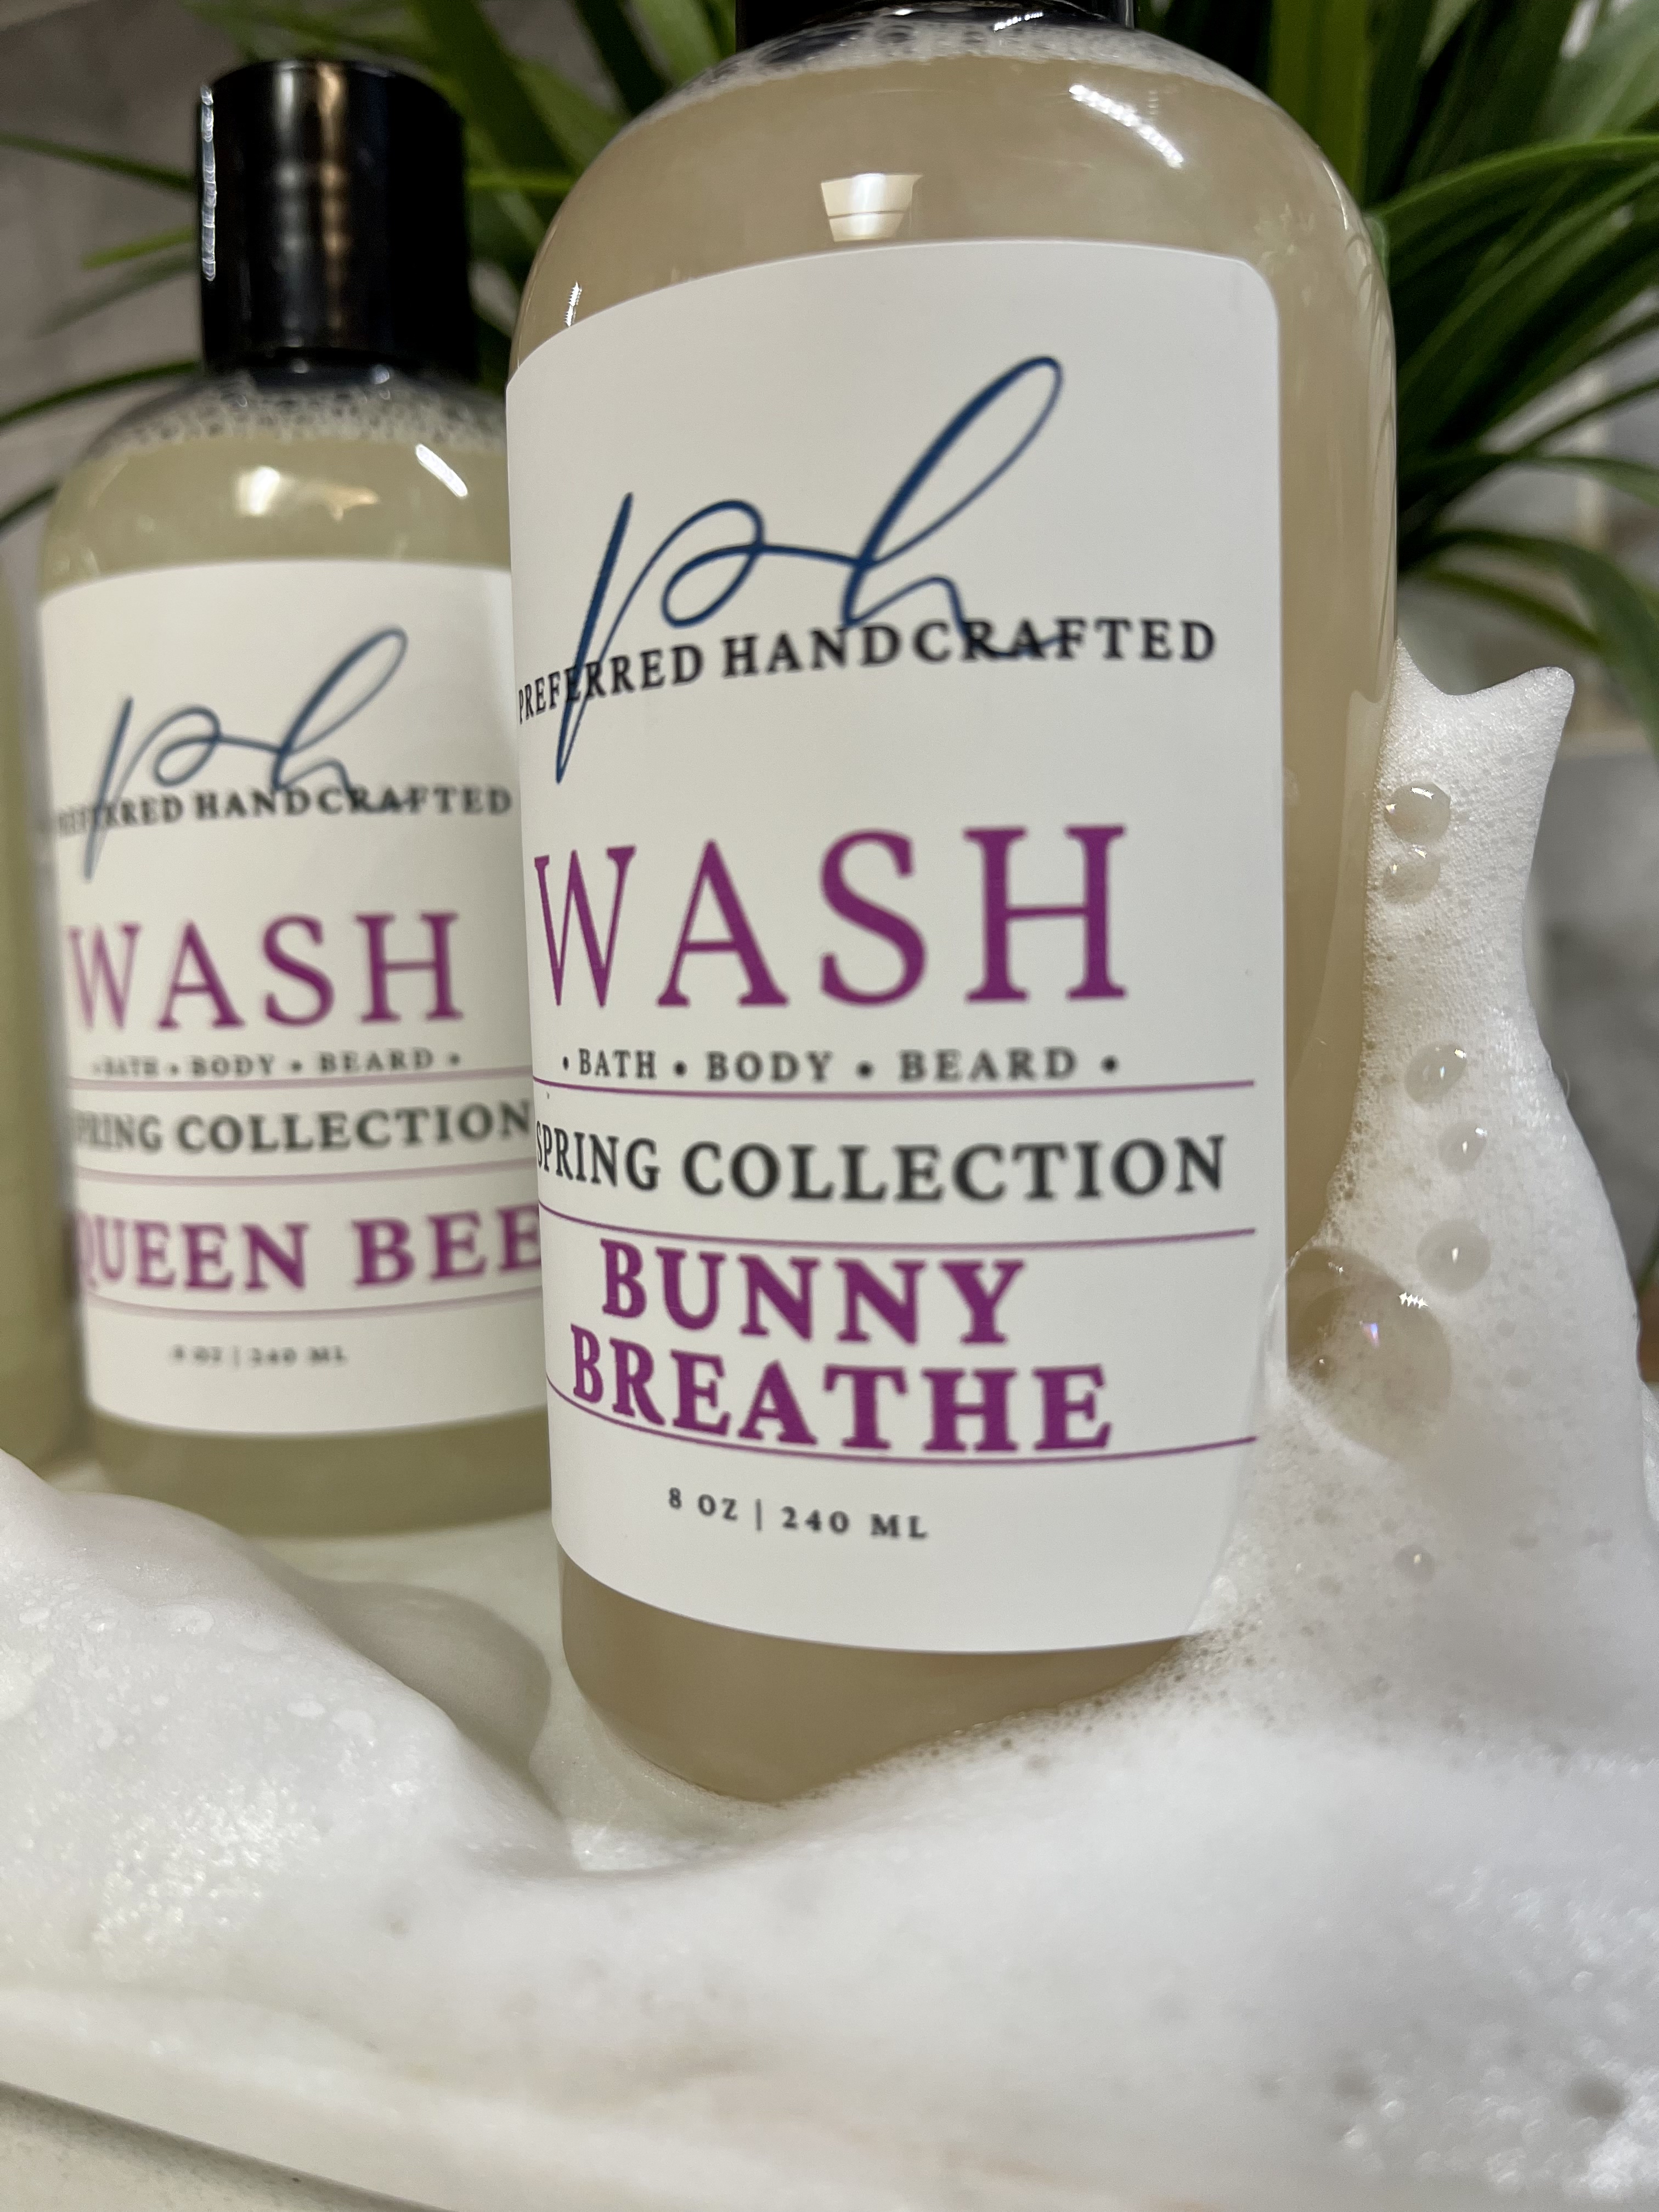 ph
PREFERRED HANDCRAFTED
WASH
• BATH • BODY • BEARD •
SPRING COLLECTION
QUEEN BEE
8 OZ | 240 ML
ph
PREFERRED HANDCRAFTED
WASH
• BATH • BODY • BEARD •
SPRING COLLECTION
BUNNY
BREATHE
8 OZ | 240 ML